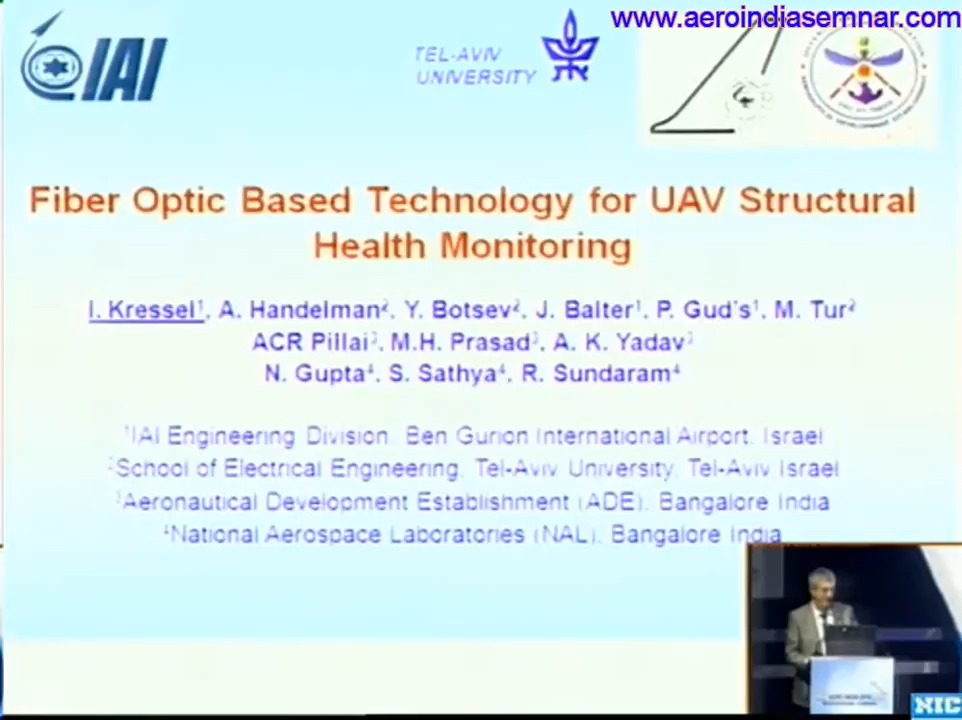 www.aeroindiasemnar.com
IAI
TEL-AVIV
UNIVERSITY
Fiber Optic Based Technology for UAV Structural
Health Monitoring
I. Kressel¹, A. Handelman², Y. Botsev², J. Balter¹, P. Gud's¹, M. Tur²
ACR Pillai³, M.H. Prasad³, A. K. Yadav³
N. Gupta⁴, S. Sathya⁴, R. Sundaram⁴
¹IAI Engineering Division, Ben Gurion International Airport, Israel
²School of Electrical Engineering, Tel-Aviv University, Tel-Aviv Israel
³Aeronautical Development Establishment (ADE), Bangalore India
⁴National Aerospace Laboratories (NAL), Bangalore India
NIC